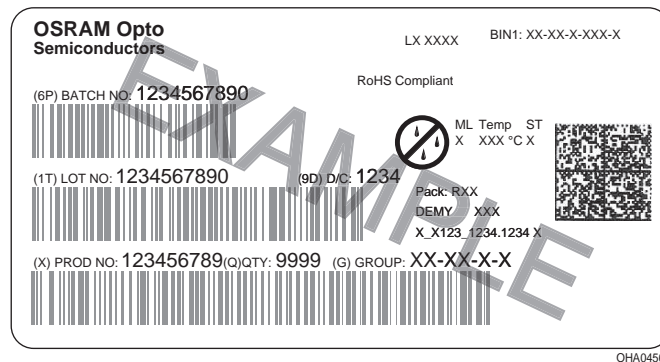 OSRAM Opto
Semiconductors
LX XXXX
BIN1: XX-XX-X-XXX-X
RoHS Compliant
(6P) BATCH NO: 1234567890
ML Temp ST
X XXX °C X
(1T) LOT NO: 1234567890 (9D) D/C: 1234
Pack: RXX
DEMY XXX
X_X123_1234.1234 X
(X) PROD NO: 123456789(Q)QTY: 9999 (G) GROUP: XX-XX-X-X
EXAMPLE